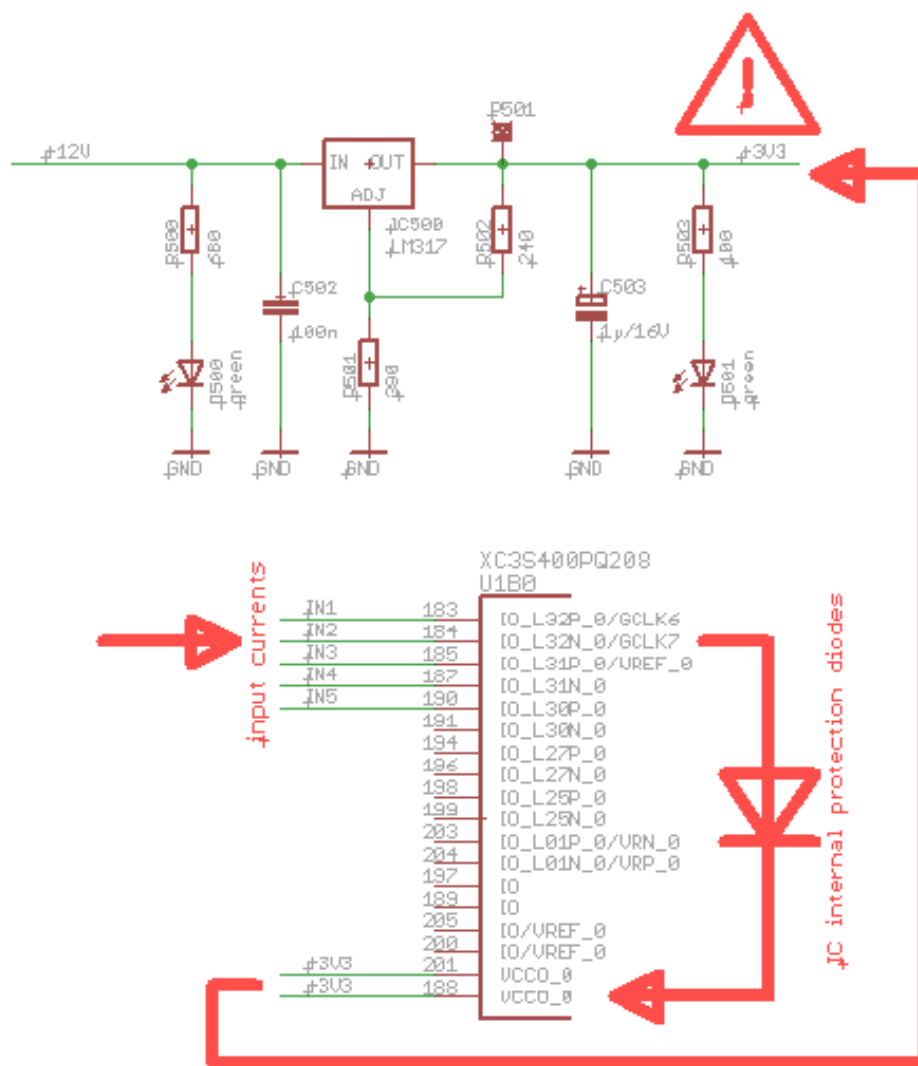 !
P501
+12V
IN OUT
+3V3
ADJ
IC500
LM317
R500
680
R502
240
R503
100
C502
100n
C503
1µ/16V
R501
390
D500
green
D501
green
GND
GND
GND
GND
GND
XC3S400PQ208
U1B0
input currents
IN1 183 IO_L32P_0/GCLK6
IN2 184 IO_L32N_0/GCLK7
IN3 185 IO_L31P_0/VREF_0
IN4 187 IO_L31N_0
IN5 190 IO_L30P_0
191 IO_L30N_0
194 IO_L27P_0
196 IO_L27N_0
198 IO_L25P_0
199 IO_L25N_0
203 IO_L01P_0/VRN_0
204 IO_L01N_0/VRP_0
197 IO
189 IO
205 IO/VREF_0
200 IO/VREF_0
+3V3 201 VCCO_0
+3V3 188 VCCO_0
IC internal protection diodes